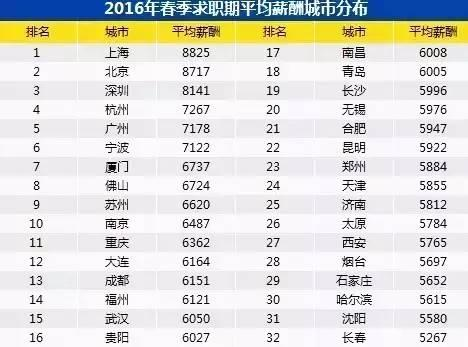 2016年春季求职期平均薪酬城市分布
排名 城市 平均薪酬 排名 城市 平均薪酬
1 上海 8825 17 南昌 6008
2 北京 8717 18 青岛 6005
3 深圳 8141 19 长沙 5996
4 杭州 7267 20 无锡 5976
5 广州 7178 21 合肥 5947
6 宁波 7122 22 昆明 5922
7 厦门 6737 23 郑州 5884
8 佛山 6724 24 天津 5855
9 苏州 6620 25 济南 5812
10 南京 6487 26 太原 5784
11 重庆 6362 27 西安 5765
12 大连 6164 28 烟台 5697
13 成都 6151 29 石家庄 5652
14 福州 6121 30 哈尔滨 5615
15 武汉 6050 31 沈阳 5580
16 贵阳 6027 32 长春 5267